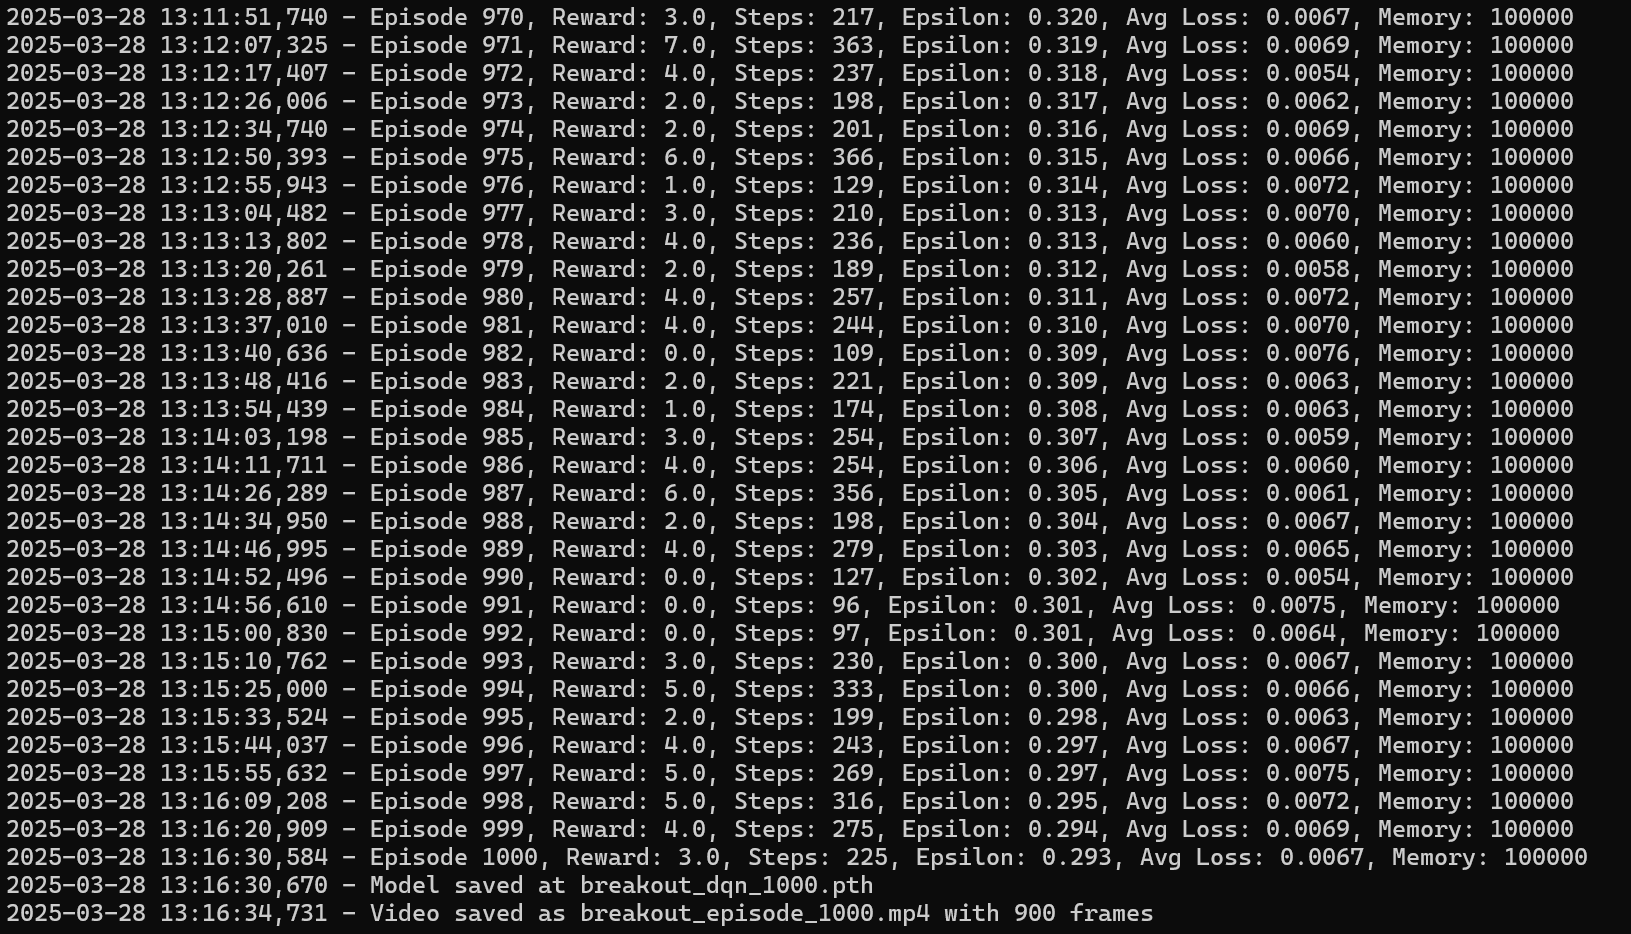 2025-03-28 13:11:51,740 - Episode 970, Reward: 3.0, Steps: 217, Epsilon: 0.320, Avg Loss: 0.0067, Memory: 100000
2025-03-28 13:12:07,325 - Episode 971, Reward: 7.0, Steps: 363, Epsilon: 0.319, Avg Loss: 0.0069, Memory: 100000
2025-03-28 13:12:17,407 - Episode 972, Reward: 4.0, Steps: 237, Epsilon: 0.318, Avg Loss: 0.0054, Memory: 100000
2025-03-28 13:12:26,006 - Episode 973, Reward: 2.0, Steps: 198, Epsilon: 0.317, Avg Loss: 0.0062, Memory: 100000
2025-03-28 13:12:34,740 - Episode 974, Reward: 2.0, Steps: 201, Epsilon: 0.316, Avg Loss: 0.0069, Memory: 100000
2025-03-28 13:12:50,393 - Episode 975, Reward: 6.0, Steps: 366, Epsilon: 0.315, Avg Loss: 0.0066, Memory: 100000
2025-03-28 13:12:55,943 - Episode 976, Reward: 1.0, Steps: 129, Epsilon: 0.314, Avg Loss: 0.0072, Memory: 100000
2025-03-28 13:13:04,482 - Episode 977, Reward: 3.0, Steps: 210, Epsilon: 0.313, Avg Loss: 0.0070, Memory: 100000
2025-03-28 13:13:13,802 - Episode 978, Reward: 4.0, Steps: 236, Epsilon: 0.313, Avg Loss: 0.0060, Memory: 100000
2025-03-28 13:13:20,261 - Episode 979, Reward: 2.0, Steps: 189, Epsilon: 0.312, Avg Loss: 0.0058, Memory: 100000
2025-03-28 13:13:28,887 - Episode 980, Reward: 4.0, Steps: 257, Epsilon: 0.311, Avg Loss: 0.0072, Memory: 100000
2025-03-28 13:13:37,010 - Episode 981, Reward: 4.0, Steps: 244, Epsilon: 0.310, Avg Loss: 0.0070, Memory: 100000
2025-03-28 13:13:40,636 - Episode 982, Reward: 0.0, Steps: 109, Epsilon: 0.309, Avg Loss: 0.0076, Memory: 100000
2025-03-28 13:13:48,416 - Episode 983, Reward: 2.0, Steps: 221, Epsilon: 0.309, Avg Loss: 0.0063, Memory: 100000
2025-03-28 13:13:54,439 - Episode 984, Reward: 1.0, Steps: 174, Epsilon: 0.308, Avg Loss: 0.0063, Memory: 100000
2025-03-28 13:14:03,198 - Episode 985, Reward: 3.0, Steps: 254, Epsilon: 0.307, Avg Loss: 0.0059, Memory: 100000
2025-03-28 13:14:11,711 - Episode 986, Reward: 4.0, Steps: 254, Epsilon: 0.306, Avg Loss: 0.0060, Memory: 100000
2025-03-28 13:14:26,289 - Episode 987, Reward: 6.0, Steps: 356, Epsilon: 0.305, Avg Loss: 0.0061, Memory: 100000
2025-03-28 13:14:34,950 - Episode 988, Reward: 2.0, Steps: 198, Epsilon: 0.304, Avg Loss: 0.0067, Memory: 100000
2025-03-28 13:14:46,995 - Episode 989, Reward: 4.0, Steps: 279, Epsilon: 0.303, Avg Loss: 0.0065, Memory: 100000
2025-03-28 13:14:52,496 - Episode 990, Reward: 0.0, Steps: 127, Epsilon: 0.302, Avg Loss: 0.0054, Memory: 100000
2025-03-28 13:14:56,610 - Episode 991, Reward: 0.0, Steps: 96, Epsilon: 0.301, Avg Loss: 0.0075, Memory: 100000
2025-03-28 13:15:00,830 - Episode 992, Reward: 0.0, Steps: 97, Epsilon: 0.301, Avg Loss: 0.0064, Memory: 100000
2025-03-28 13:15:10,762 - Episode 993, Reward: 3.0, Steps: 230, Epsilon: 0.300, Avg Loss: 0.0067, Memory: 100000
2025-03-28 13:15:25,000 - Episode 994, Reward: 5.0, Steps: 333, Epsilon: 0.300, Avg Loss: 0.0066, Memory: 100000
2025-03-28 13:15:33,524 - Episode 995, Reward: 2.0, Steps: 199, Epsilon: 0.298, Avg Loss: 0.0063, Memory: 100000
2025-03-28 13:15:44,037 - Episode 996, Reward: 4.0, Steps: 243, Epsilon: 0.297, Avg Loss: 0.0067, Memory: 100000
2025-03-28 13:15:55,632 - Episode 997, Reward: 5.0, Steps: 269, Epsilon: 0.297, Avg Loss: 0.0075, Memory: 100000
2025-03-28 13:16:09,208 - Episode 998, Reward: 5.0, Steps: 316, Epsilon: 0.295, Avg Loss: 0.0072, Memory: 100000
2025-03-28 13:16:20,909 - Episode 999, Reward: 4.0, Steps: 275, Epsilon: 0.294, Avg Loss: 0.0069, Memory: 100000
2025-03-28 13:16:30,584 - Episode 1000, Reward: 3.0, Steps: 225, Epsilon: 0.293, Avg Loss: 0.0067, Memory: 100000
2025-03-28 13:16:30,670 - Model saved at breakout_dqn_1000.pth
2025-03-28 13:16:34,731 - Video saved as breakout_episode_1000.mp4 with 900 frames